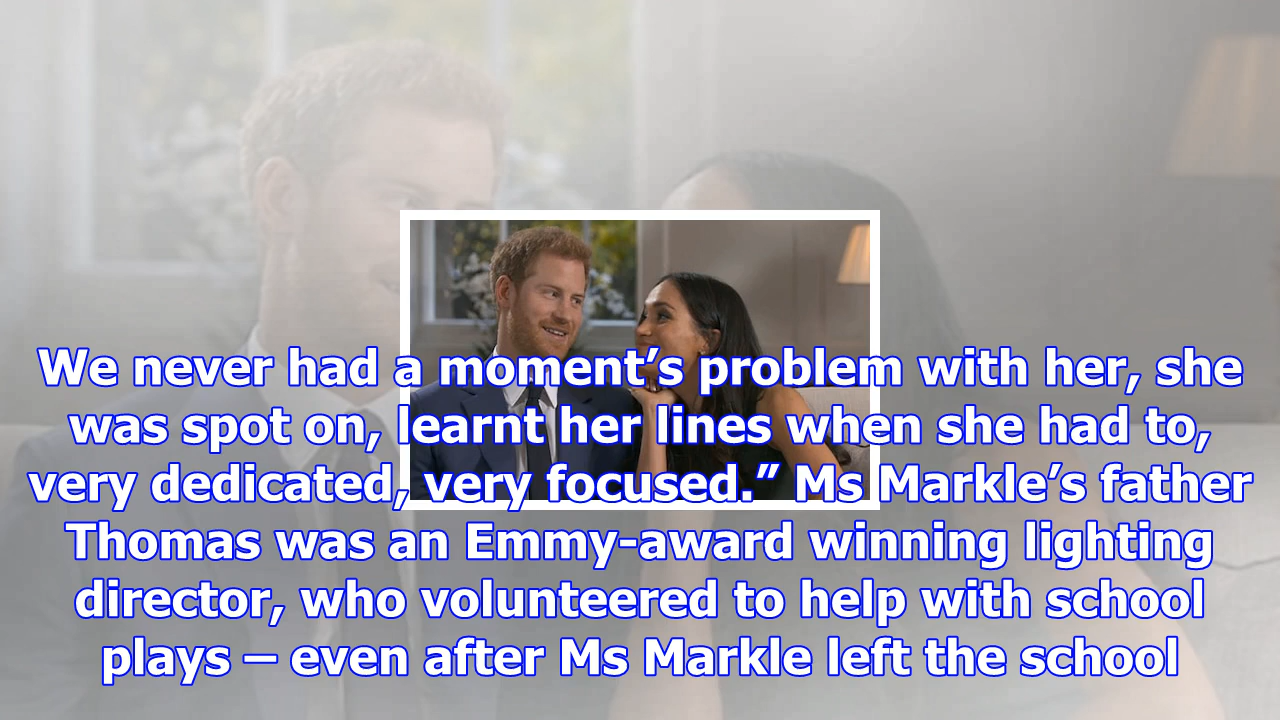 We never had a moment’s problem with her, she
was spot on, learnt her lines when she had to,
very dedicated, very focused.” Ms Markle’s father
Thomas was an Emmy-award winning lighting
director, who volunteered to help with school
plays – even after Ms Markle left the school